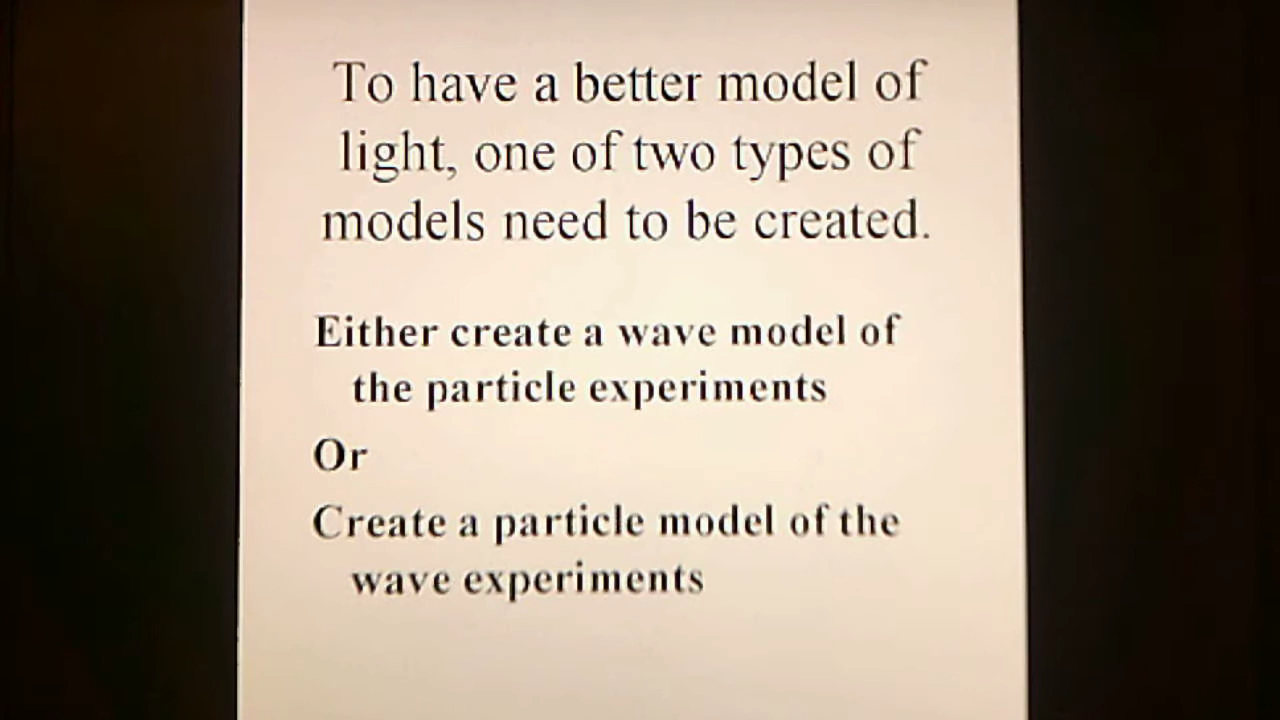 To have a better model of
light, one of two types of
models need to be created.
Either create a wave model of
the particle experiments
Or
Create a particle model of the
wave experiments